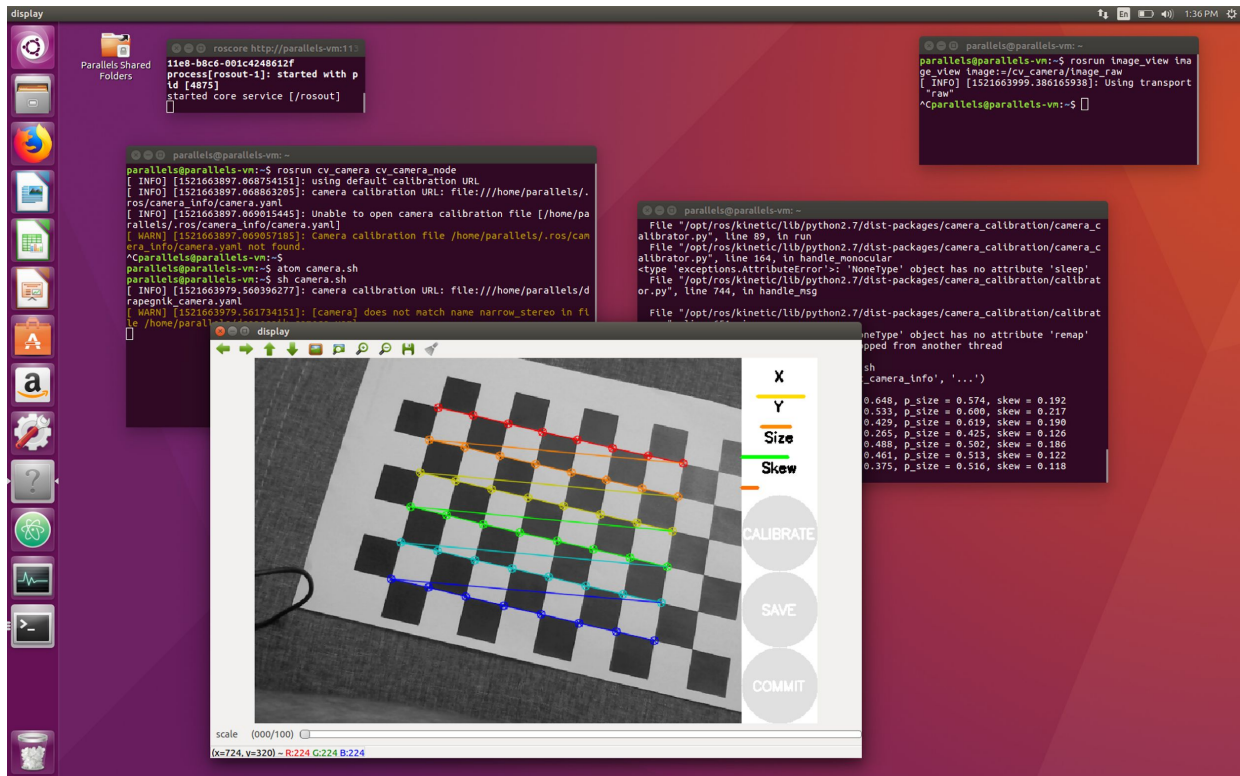 display
En
1:36 PM
Parallels Shared
Folders
roscore http://parallels-vm:113
11e8-b8c6-001c4248612f
process[rosout-1]: started with p
id [4875]
started core service [/rosout]
parallels@parallels-vm: ~
parallels@parallels-vm:~$ rosrun image_view ima
ge_view image:=/cv_camera/image_raw
[ INFO] [1521663999.386165938]: Using transport
"raw"
^Cparallels@parallels-vm:~$
parallels@parallels-vm: ~
parallels@parallels-vm:~$ rosrun cv_camera cv_camera_node
[ INFO] [1521663897.068754151]: using default calibration URL
[ INFO] [1521663897.068863205]: camera calibration URL: file:///home/parallels/.
ros/camera_info/camera.yaml
[ INFO] [1521663897.069015445]: Unable to open camera calibration file [/home/pa
rallels/.ros/camera_info/camera.yaml]
[ WARN] [1521663897.069057185]: Camera calibration file /home/parallels/.ros/cam
era_info/camera.yaml not found.
^Cparallels@parallels-vm:~$
parallels@parallels-vm:~$ atom camera.sh
parallels@parallels-vm:~$ sh camera.sh
[ INFO] [1521663979.560396277]: camera calibration URL: file:///home/parallels/d
rapegnik_camera.yaml
[ WARN] [1521663979.561734151]: [camera] does not match name narrow_stereo in fi
le
parallels@parallels-vm: ~
File "/opt/ros/kinetic/lib/python2.7/dist-packages/camera_calibration/camera_c
alibrator.py", line 89, in run
File "/opt/ros/kinetic/lib/python2.7/dist-packages/camera_calibration/camera_c
alibrator.py", line 164, in handle_monocular
<type 'exceptions.AttributeError'>: 'NoneType' object has no attribute 'sleep'
File "/opt/ros/kinetic/lib/python2.7/dist-packages/camera_calibration/calibrat
or.py", line 744, in handle_msg
File "/opt/ros/kinetic/lib/python2.7/dist-packages/camera_calibration/calibrat
oneType' object has no attribute 'remap'
pped from another thread
sh
_camera_info', '...')
0.648, p_size = 0.574, skew = 0.192
0.533, p_size = 0.600, skew = 0.217
0.429, p_size = 0.619, skew = 0.190
0.265, p_size = 0.425, skew = 0.126
0.488, p_size = 0.502, skew = 0.186
0.461, p_size = 0.513, skew = 0.122
0.375, p_size = 0.516, skew = 0.118
display
X
Y
Size
Skew
CALIBRATE
SAVE
COMMIT
scale (000/100)
(x=724, y=320) ~ R:224 G:224 B:224